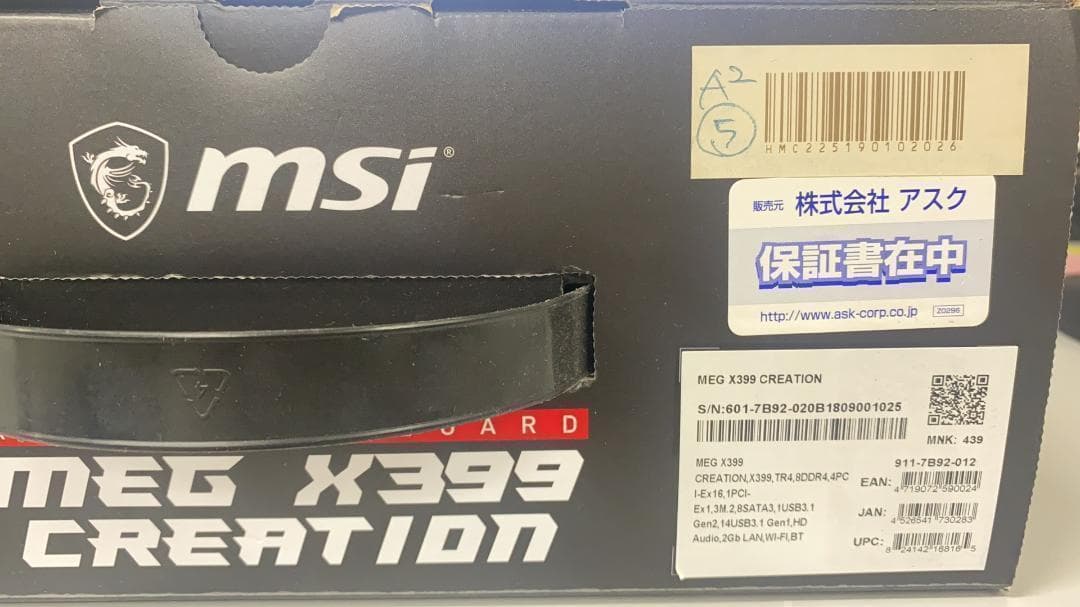 msi®
A²
5
HMC225190102026
販売元 株式会社 アスク
保証書在中
http://www.ask-corp.co.jp Z0296
MEG X399 CREATION
S/N:601-7B92-020B1809001025
MNK: 439
MEG X399
CREATION,X399,TR4,8DDR4,4PC
I-Ex16,1PCI-
Ex1,3M.2,8SATA3,1USB3.1
Gen2,14USB3.1 Gen1,HD
Audio,2Gb LAN,WI-FI,BT
911-7B92-012
EAN:
4 719072 590024
JAN:
4 526541 730283
UPC:
8 24142 16816 5
MEG X399
CREATION